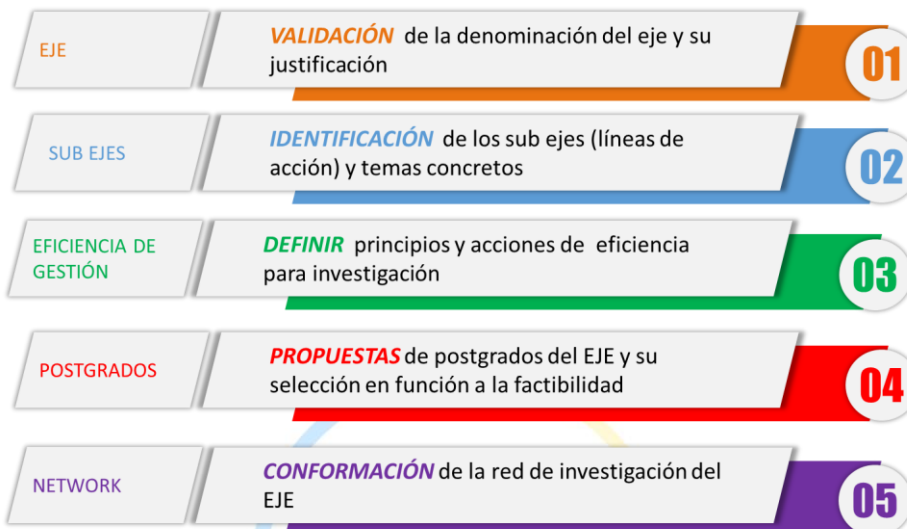 EJE
VALIDACIÓN de la denominación del eje y su
justificación
01
SUB EJES
IDENTIFICACIÓN de los sub ejes (líneas de
acción) y temas concretos
02
EFICIENCIA DE
GESTIÓN
DEFINIR principios y acciones de eficiencia
para investigación
03
POSTGRADOS
PROPUESTAS de postgrados del EJE y su
selección en función a la factibilidad
04
NETWORK
CONFORMACIÓN de la red de investigación del
EJE
05